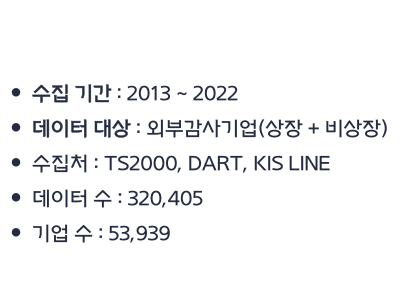 • 수집 기간 : 2013 ~ 2022
• 데이터 대상 : 외부감사기업(상장 + 비상장)
• 수집처 : TS2000, DART, KIS LINE
• 데이터 수 : 320,405
• 기업 수 : 53,939